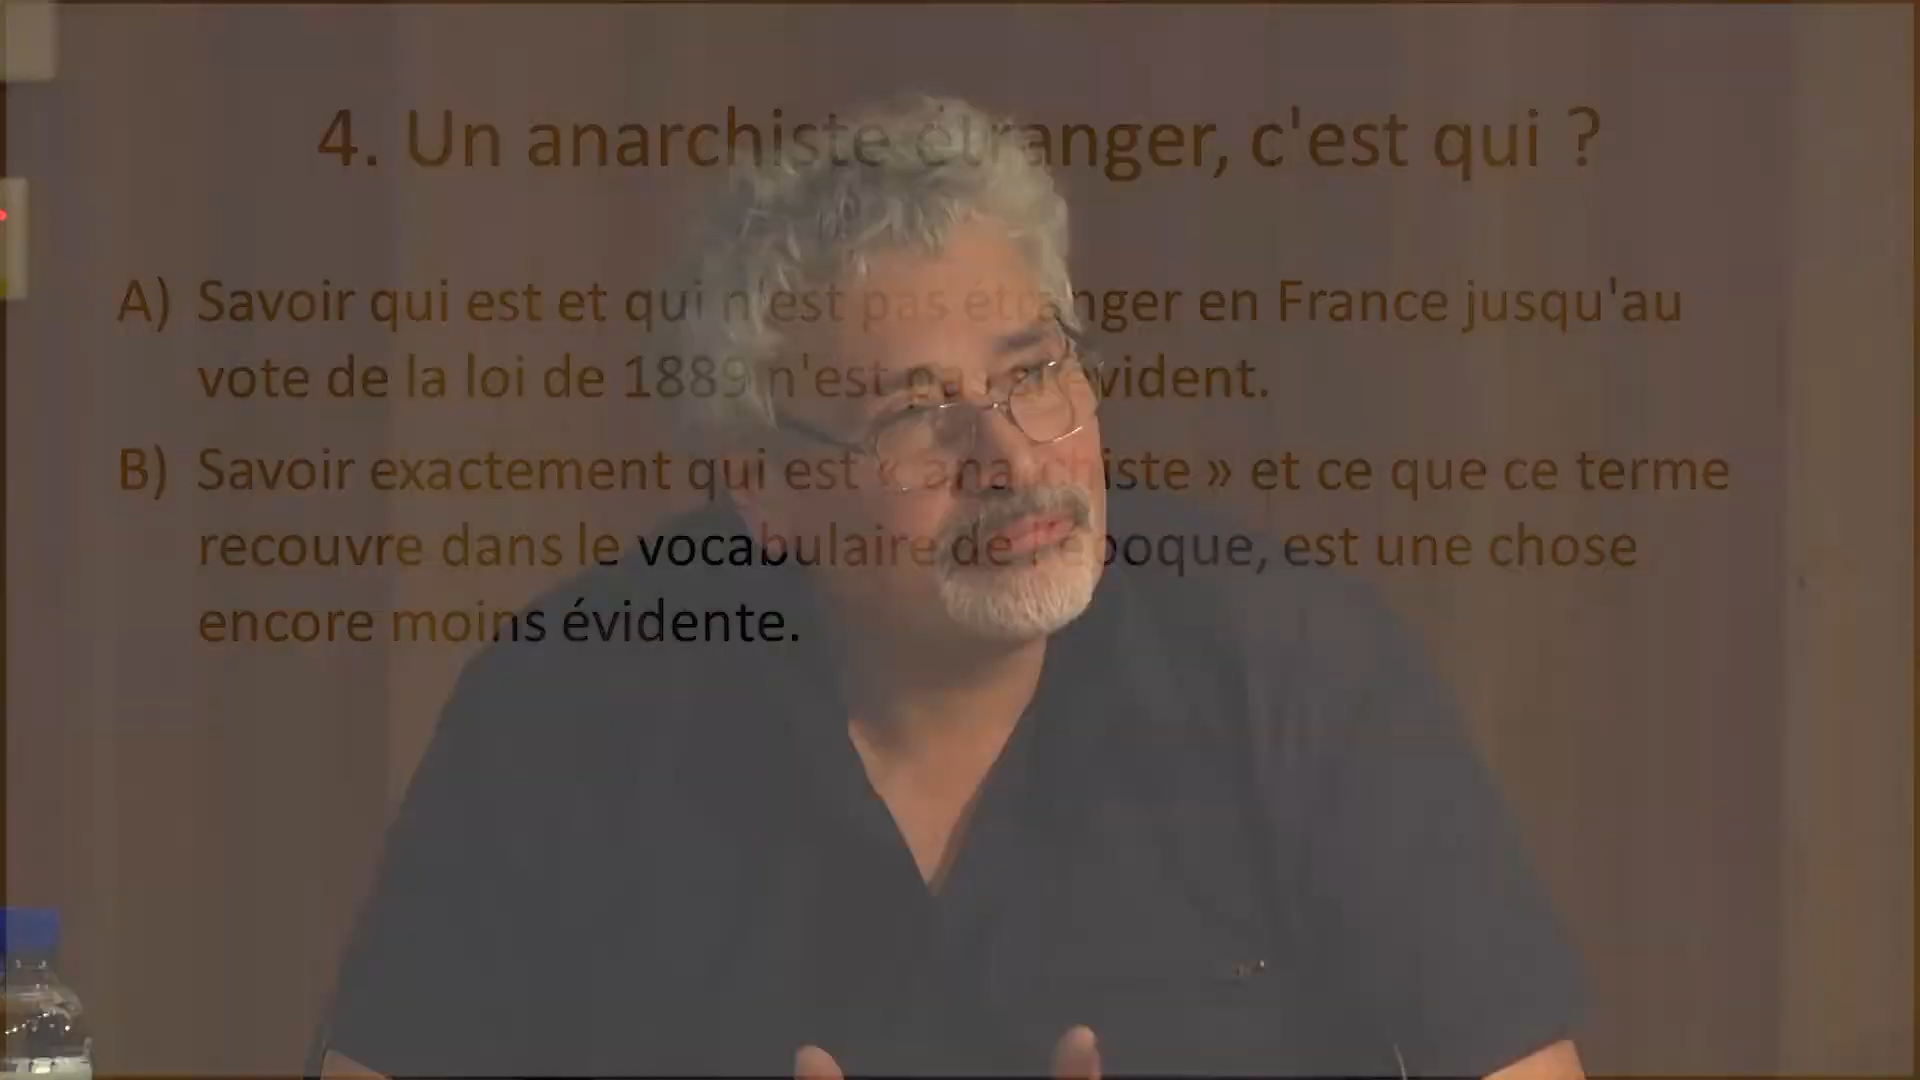 4. Un anarchiste étranger, c'est qui ?
A) Savoir qui est et qui n'est pas étranger en France jusqu'au
vote de la loi de 1889 n'est pas évident.
B) Savoir exactement qui est « anarchiste » et ce que ce terme
recouvre dans le vocabulaire de l'époque, est une chose
encore moins évidente.